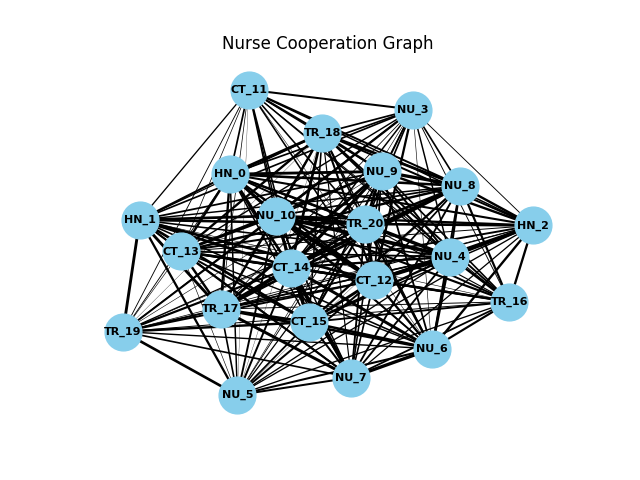 Nurse Cooperation Graph
CT_11
NU_3
TR_18
HN_0
NU_9
NU_8
HN_1
NU_10
TR_20
HN_2
CT_13
NU_4
CT_14
CT_12
TR_16
TR_17
CT_15
TR_19
NU_6
NU_7
NU_5